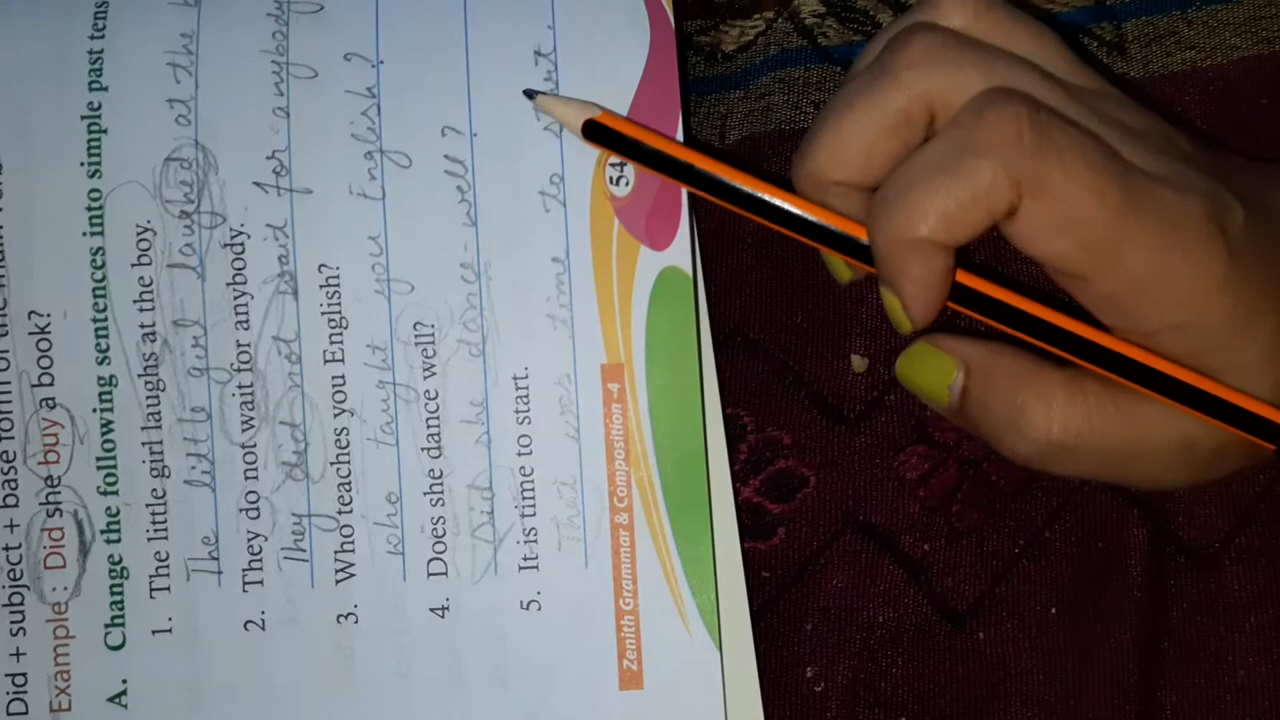 Did + subject + base form of the main
Example : Did she buy a book?
A. Change the following sentences into simple past tens
1. The little girl laughs at the boy.
The little girl laughed at the b
2. They do not wait for anybody.
They did not waid for anybody
3. Who teaches you English?
who taught you English?
4. Does she dance well?
Did she dance well?
5. It is time to start.
That was time to start.
Zenith Grammar & Composition -4
54